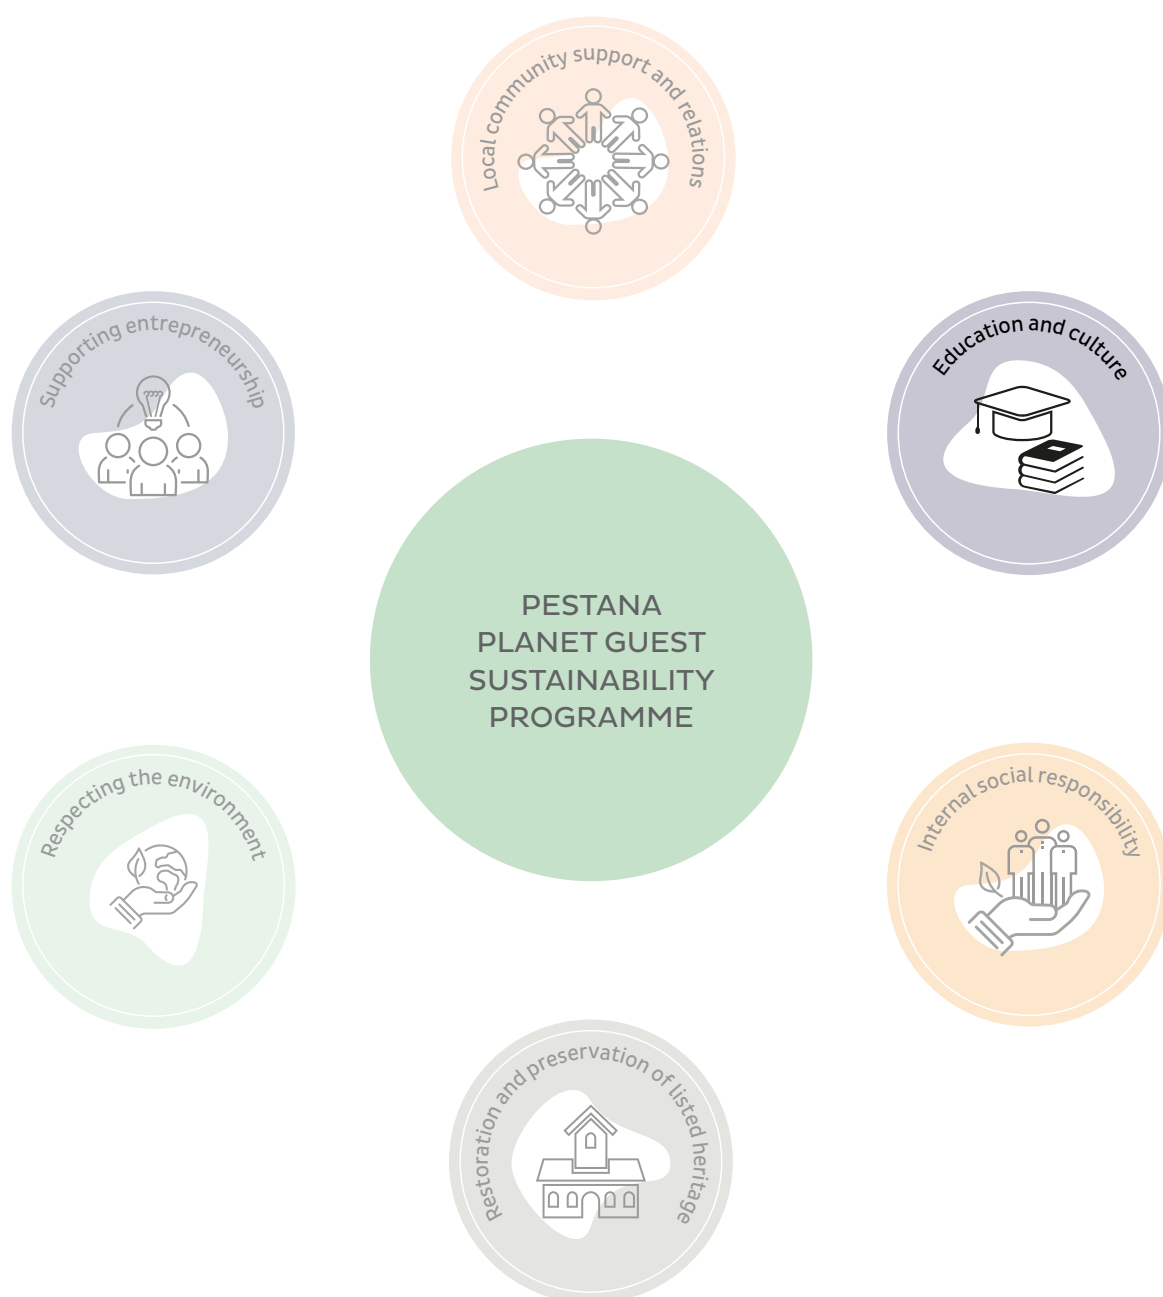 Local community support and relations
Supporting entrepreneurship
Education and culture
PESTANA
PLANET GUEST
SUSTAINABILITY
PROGRAMME
Respecting the environment
Internal social responsibility
Restoration and preservation of listed heritage